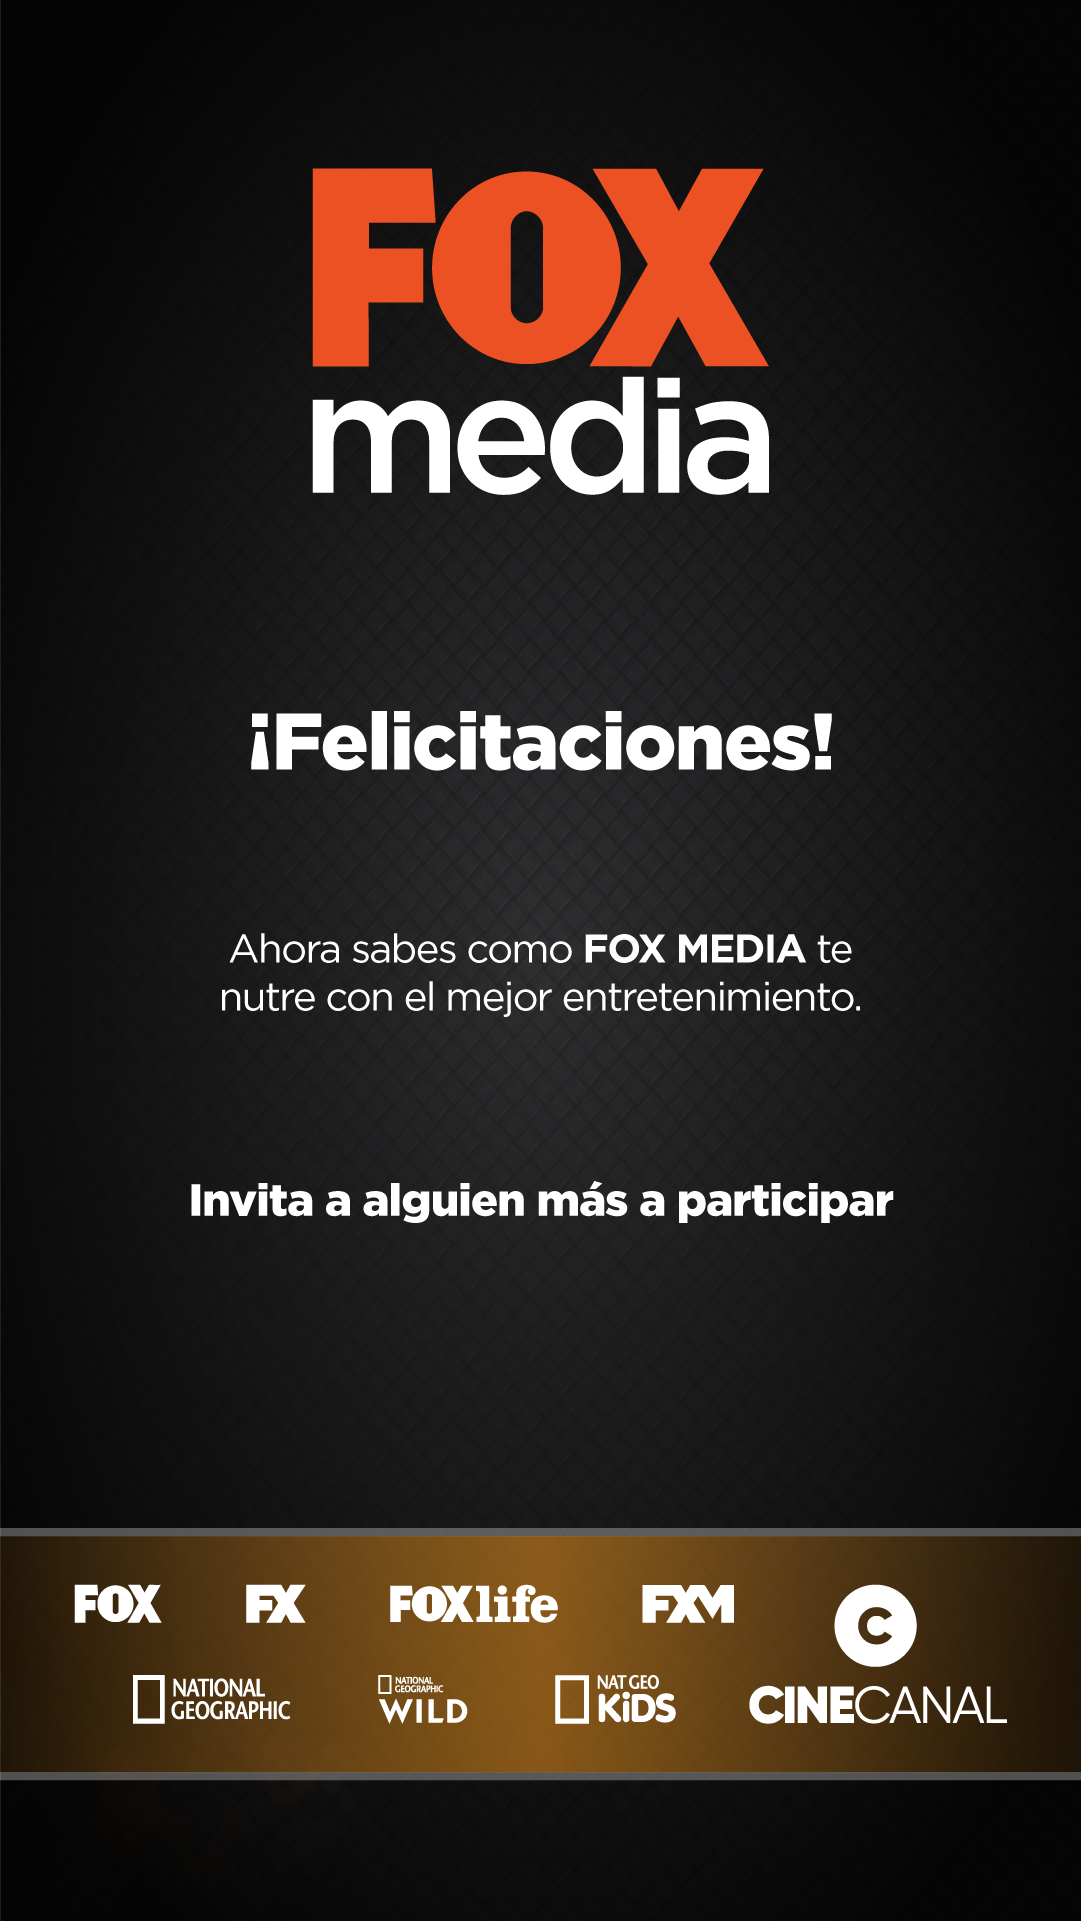 FOX
media
¡Felicitaciones!
Ahora sabes como FOX MEDIA te
nutre con el mejor entretenimiento.
Invita a alguien más a participar
FOX
FX
FOXlife
FXM
C
NATIONAL
GEOGRAPHIC
NATIONAL
GEOGRAPHIC
WILD
NAT GEO
KiDS
CINECANAL